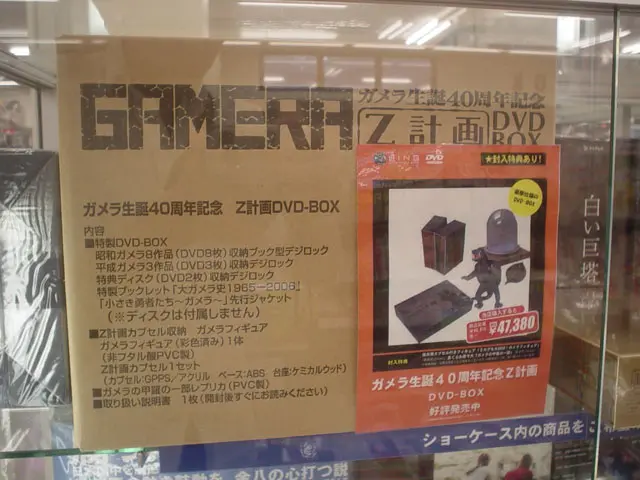 GAMERA
ガメラ生誕40周年記念
Z計画
DVD
BOX
ガメラ生誕40周年記念 Z計画DVD-BOX
内容
■特製DVD-BOX
昭和ガメラ8作品(DVD8枚)収納ブック型デジロック
平成ガメラ3作品(DVD3枚)収納デジロック
特典ディスク(DVD2枚)収納デジロック
特製ブックレット「大ガメラ史1965―2006」
「小さき勇者たち~ガメラ~」先行ジャケット
(※ディスクは付属しません)
■Z計画カプセル収納 ガメラフィギュア
ガメラフィギュア(彩色済み)1体
(非フタル酸PVC製)
Z計画カプセル1セット
(カプセル:GPPS/アクリル ベース:ABS 台座:ケミカルウッド)
■ガメラの甲羅の一部レプリカ(PVC製)
■取り扱い説明書 1枚(開封後すぐにお読みください)
DVD
★封入特典あり!
DVD-BOX
¥47,380
封入特典
ガメラ生誕40周年記念Z計画
DVD-BOX
好評発売中
白い巨塔
ショーケース内の商品を
金八の心打つ説